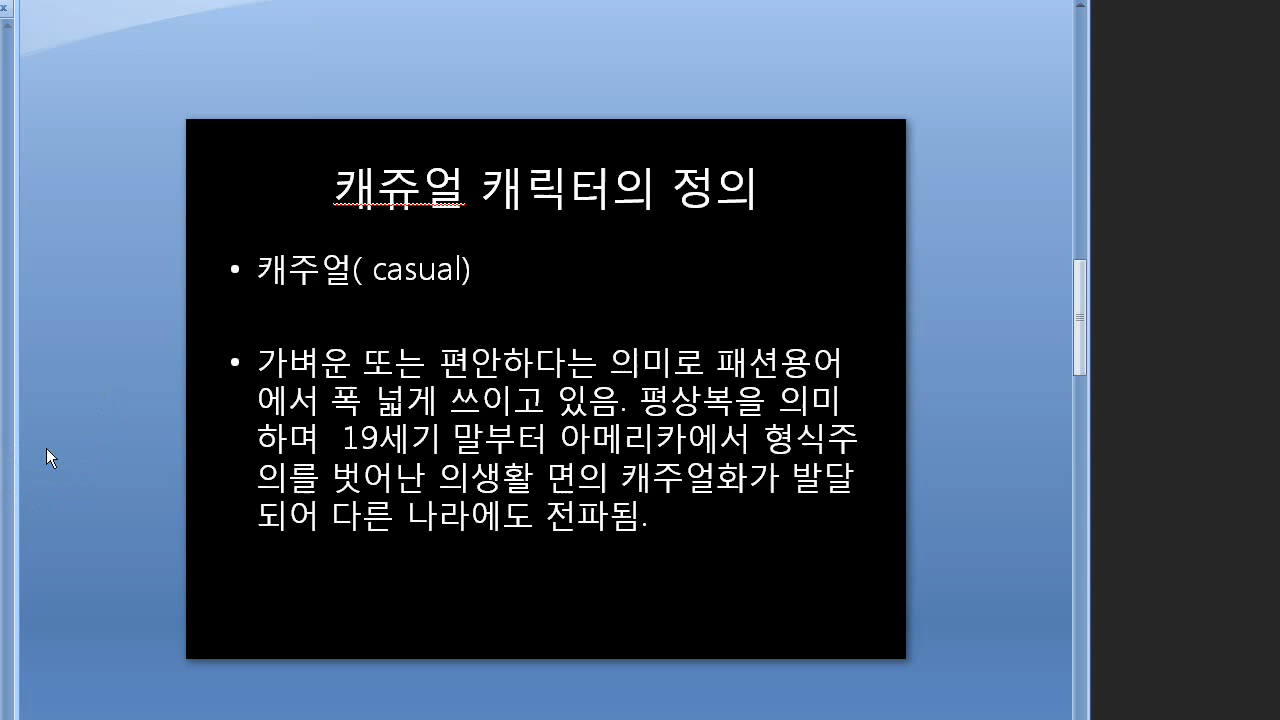 캐쥬얼 캐릭터의 정의
• 캐주얼( casual)
• 가벼운 또는 편안하다는 의미로 패션용어
에서 폭 넓게 쓰이고 있음. 평상복을 의미
하며  19세기 말부터 아메리카에서 형식주
의를 벗어난 의생활 면의 캐주얼화가 발달
되어 다른 나라에도 전파됨.